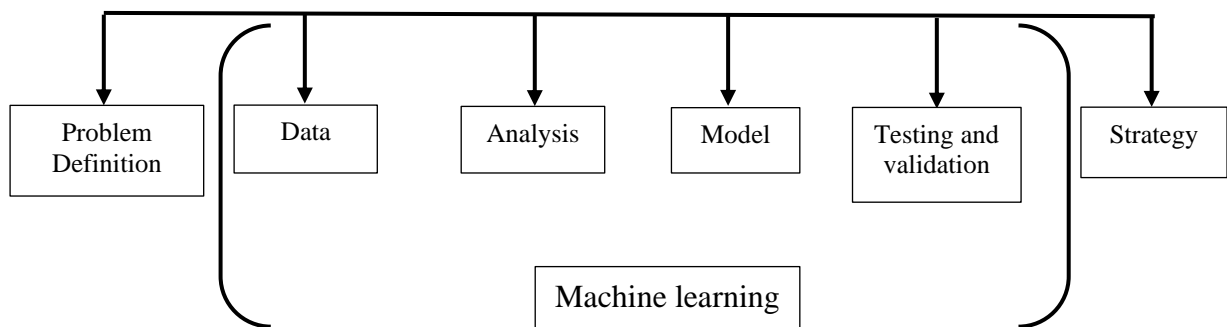 Problem
Definition
Data
Analysis
Model
Testing and
validation
Strategy
Machine learning